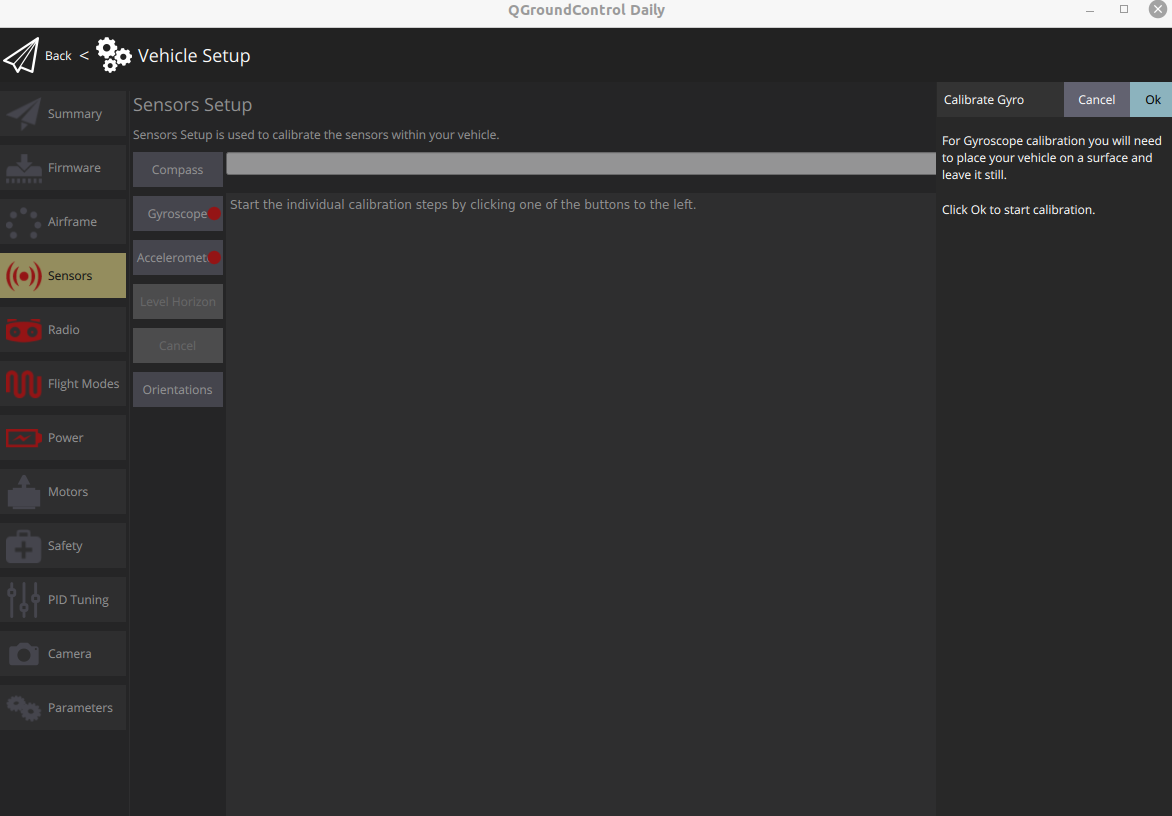 QGroundControl Daily
Back < Vehicle Setup
Summary
Firmware
Airframe
Sensors
Radio
Flight Modes
Power
Motors
Safety
PID Tuning
Camera
Parameters
Sensors Setup
Sensors Setup is used to calibrate the sensors within your vehicle.
Compass
Gyroscope
Acceleromet
Level Horizon
Cancel
Orientations
Start the individual calibration steps by clicking one of the buttons to the left.
Calibrate Gyro
Cancel
Ok
For Gyroscope calibration you will need
to place your vehicle on a surface and
leave it still.
Click Ok to start calibration.